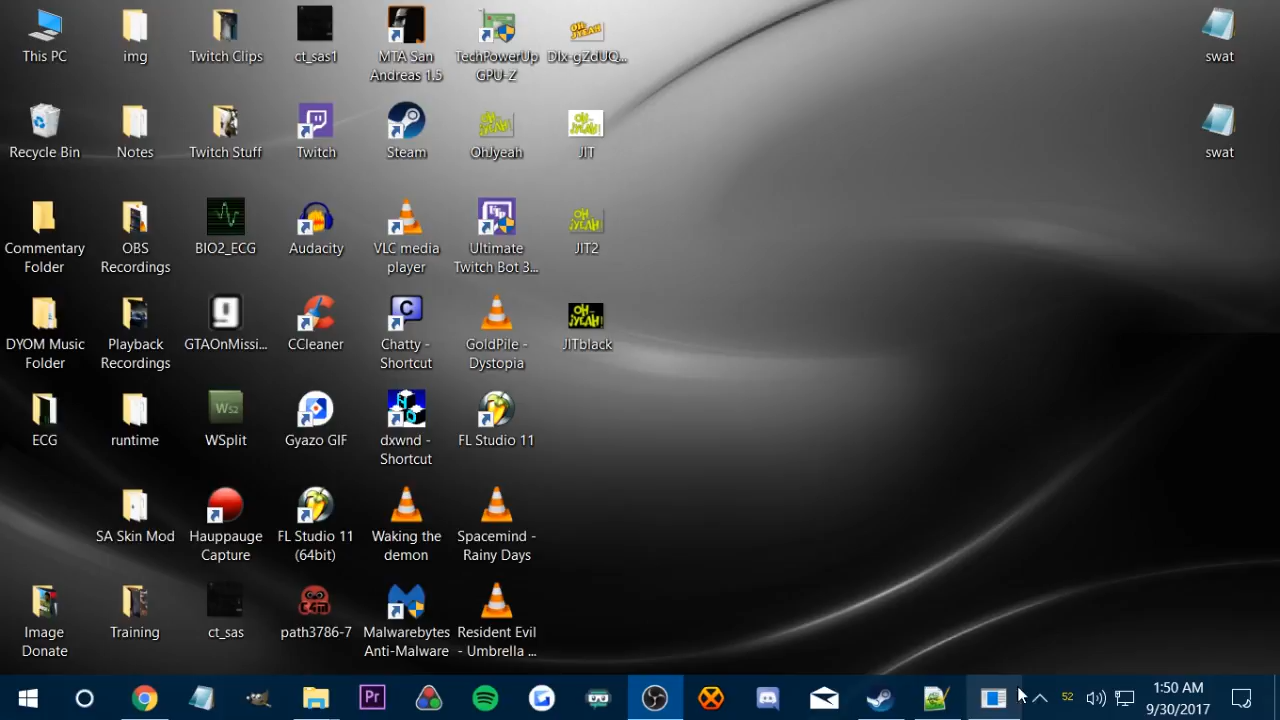 This PC
img
Twitch Clips
ct_sas1
MTA San
Andreas 1.5
TechPowerUp
GPU-Z
DIx-gZdUQ...
swat
Recycle Bin
Notes
Twitch Stuff
Twitch
Steam
Oh!yeah
JIT
swat
Commentary
Folder
OBS
Recordings
BIO2_ECG
Audacity
VLC media
player
Ultimate
Twitch Bot 3...
JIT2
DYOM Music
Folder
Playback
Recordings
GTAOnMissi...
CCleaner
Chatty -
Shortcut
GoldPile -
Dystopia
JITblack
ECG
runtime
WSplit
Gyazo GIF
dxwnd -
Shortcut
FL Studio 11
SA Skin Mod
Hauppauge
Capture
FL Studio 11
(64bit)
Waking the
demon
Spacemind -
Rainy Days
Image
Donate
Training
ct_sas
path3786-7
Malwarebytes
Anti-Malware
Resident Evil
- Umbrella ...
52
1:50 AM
9/30/2017